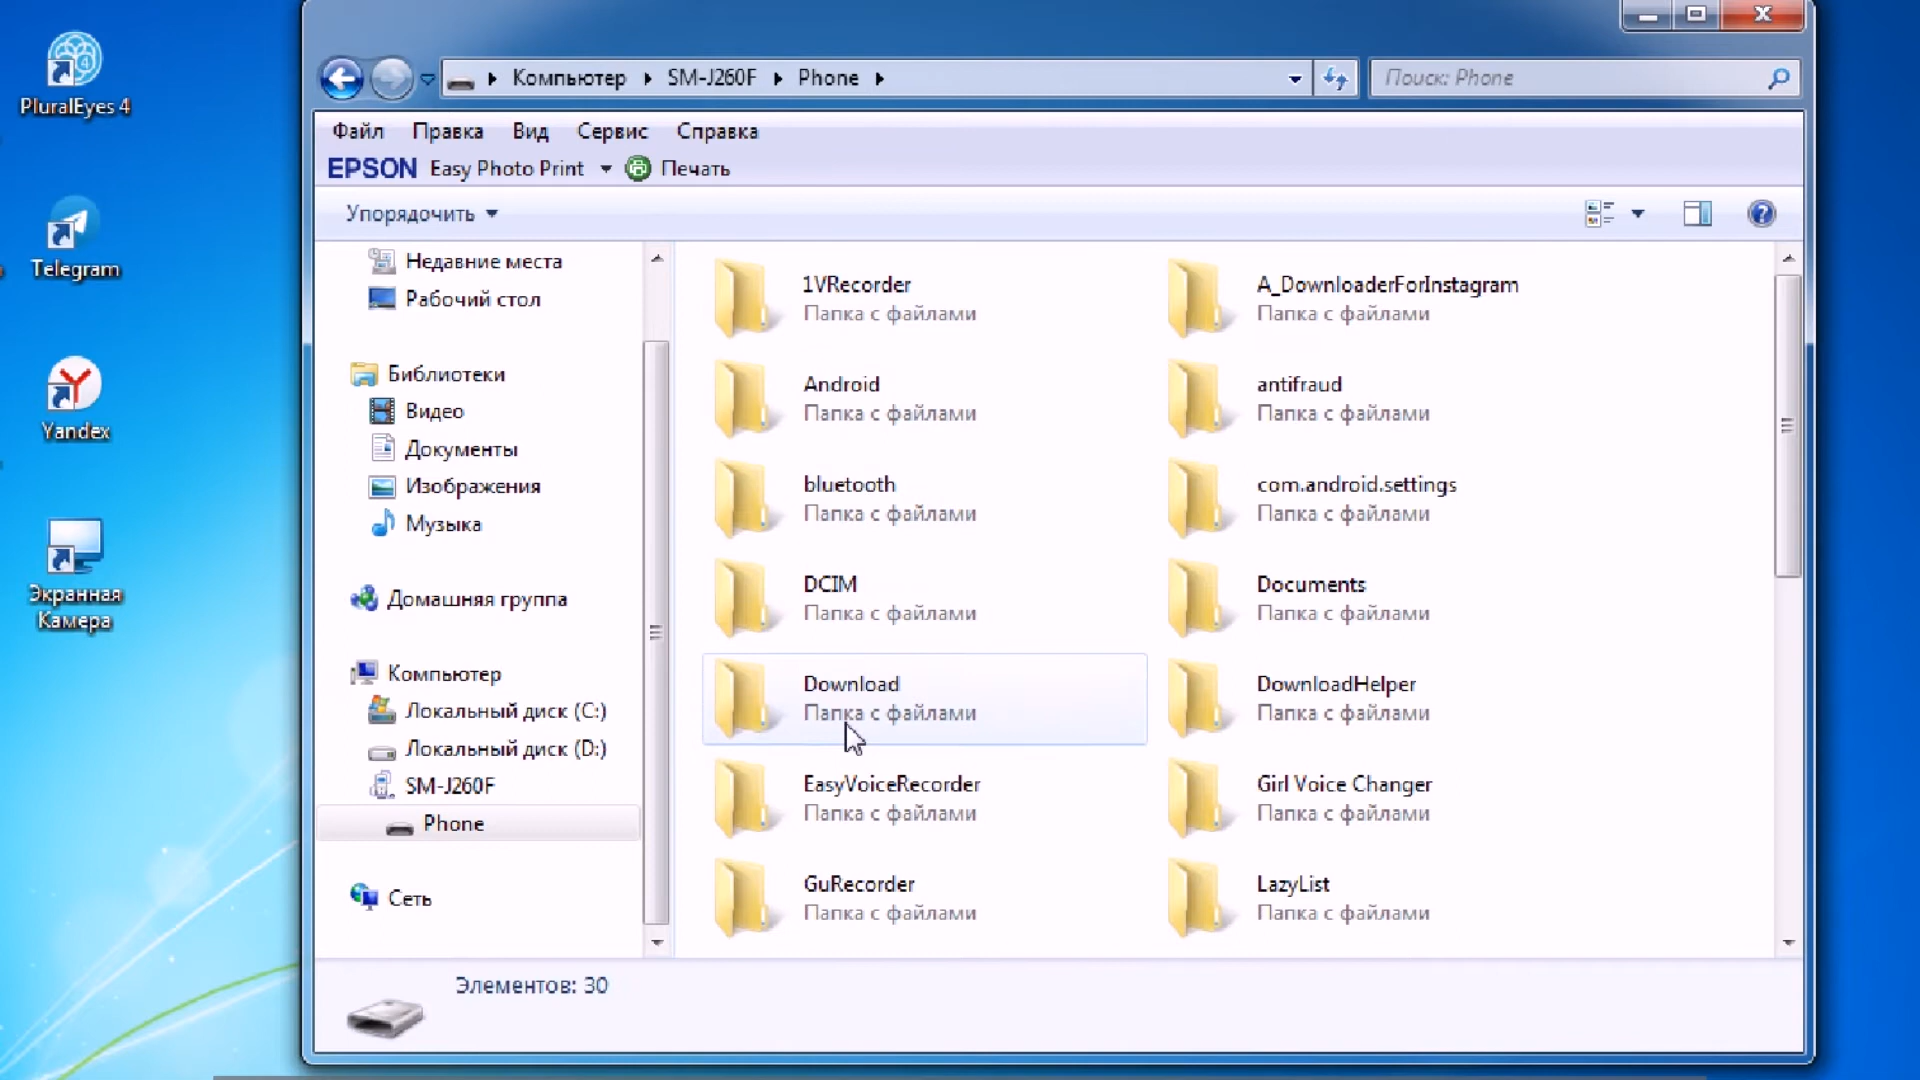 PluralEyes 4
Telegram
Yandex
Экранная
Камера
Компьютер
SM-J260F
Phone
Поиск: Phone
Файл
Правка
Вид
Сервис
Справка
EPSON
Easy Photo Print
Печать
Упорядочить
Недавние места
Рабочий стол
Библиотеки
Видео
Документы
Изображения
Музыка
Домашняя группа
Компьютер
Локальный диск (C:)
Локальный диск (D:)
SM-J260F
Phone
Сеть
1VRecorder
Папка с файлами
A_DownloaderForInstagram
Папка с файлами
Android
Папка с файлами
antifraud
Папка с файлами
bluetooth
Папка с файлами
com.android.settings
Папка с файлами
DCIM
Папка с файлами
Documents
Папка с файлами
Download
Папка с файлами
DownloadHelper
Папка с файлами
EasyVoiceRecorder
Папка с файлами
Girl Voice Changer
Папка с файлами
GuRecorder
Папка с файлами
LazyList
Папка с файлами
Элементов: 30